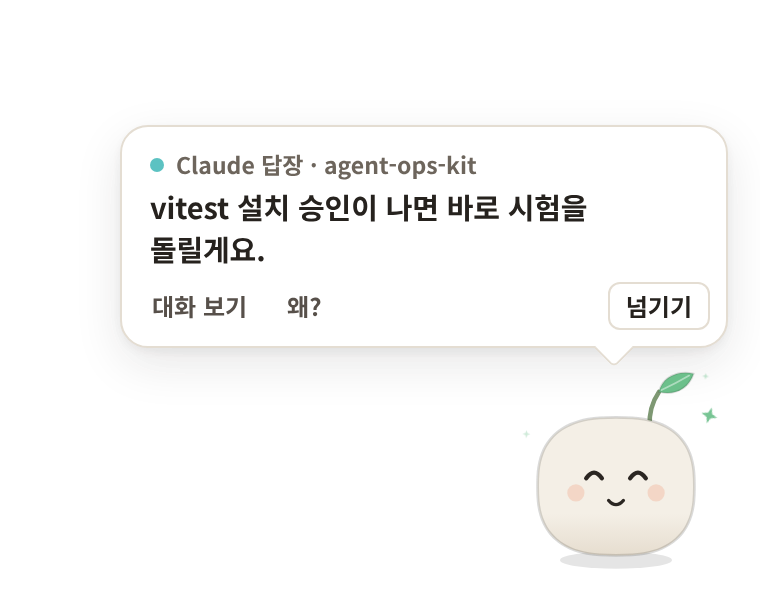 Claude 답장 · agent-ops-kit
vitest 설치 승인이 나면 바로 시험을
돌릴게요.
대화 보기 왜? 넘기기